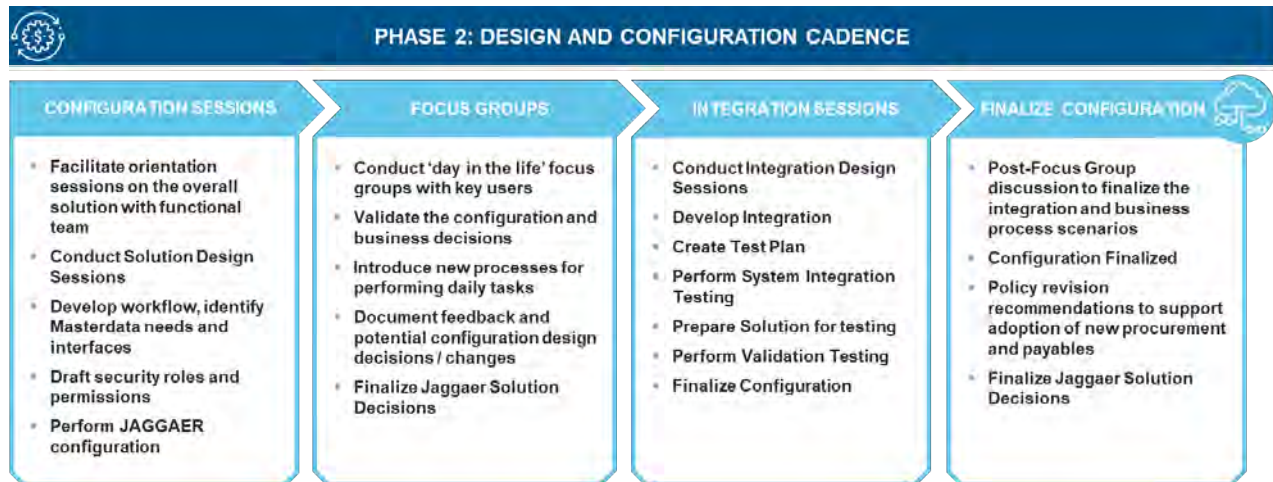 PHASE 2: DESIGN AND CONFIGURATION CADENCE
CONFIGURATION SESSIONS
Facilitate orientation
sessions on the overall
solution with functional
team
Conduct Solution Design
Sessions
Develop workflow, identify
Masterdata needs and
interfaces
Draft security roles and
permissions
Perform JAGGAER
configuration
FOCUS GROUPS
Conduct ‘day in the life’ focus
groups with key users
Validate the configuration and
business decisions
Introduce new processes for
performing daily tasks
Document feedback and
potential configuration design
decisions / changes
Finalize Jaggaer Solution
Decisions
INTEGRATION SESSIONS
Conduct Integration Design
Sessions
Develop Integration
Create Test Plan
Perform System Integration
Testing
Prepare Solution for testing
Perform Validation Testing
Finalize Configuration
FINALIZE CONFIGURATION
Post-Focus Group
discussion to finalize the
integration and business
process scenarios
Configuration Finalized
Policy revision
recommendations to support
adoption of new procurement
and payables
Finalize Jaggaer Solution
Decisions